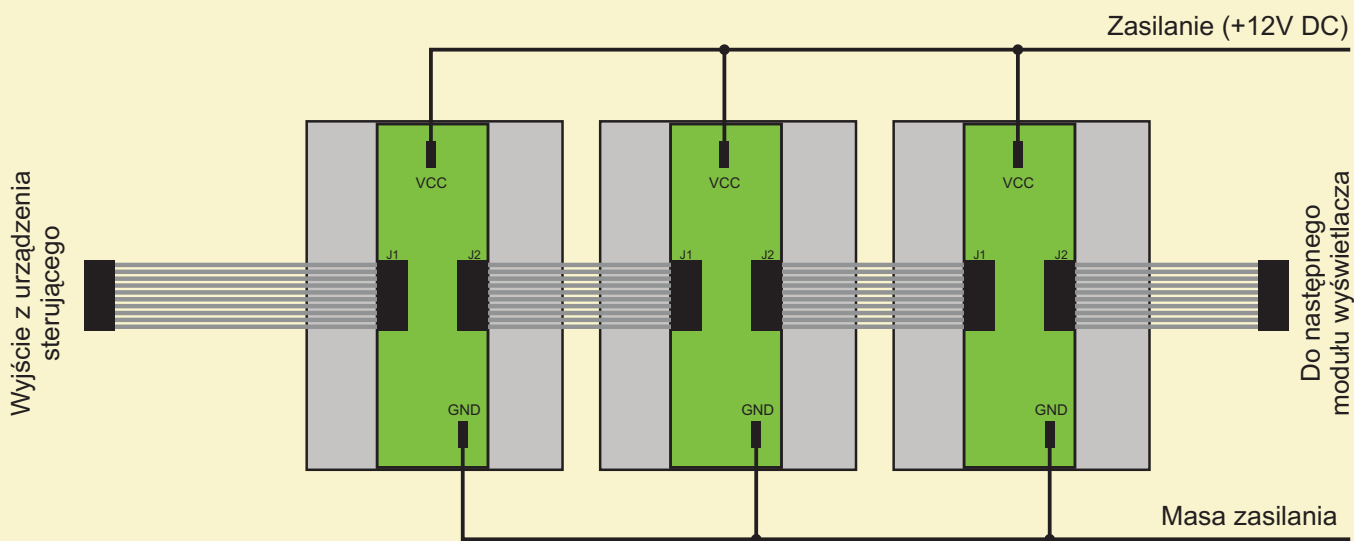 Zasilanie (+12V DC)
VCC
VCC
VCC
Wyjście z urządzenia
sterującego
J1
J2
J1
J2
J1
J2
Do następnego
modułu wyświetlacza
GND
GND
GND
Masa zasilania